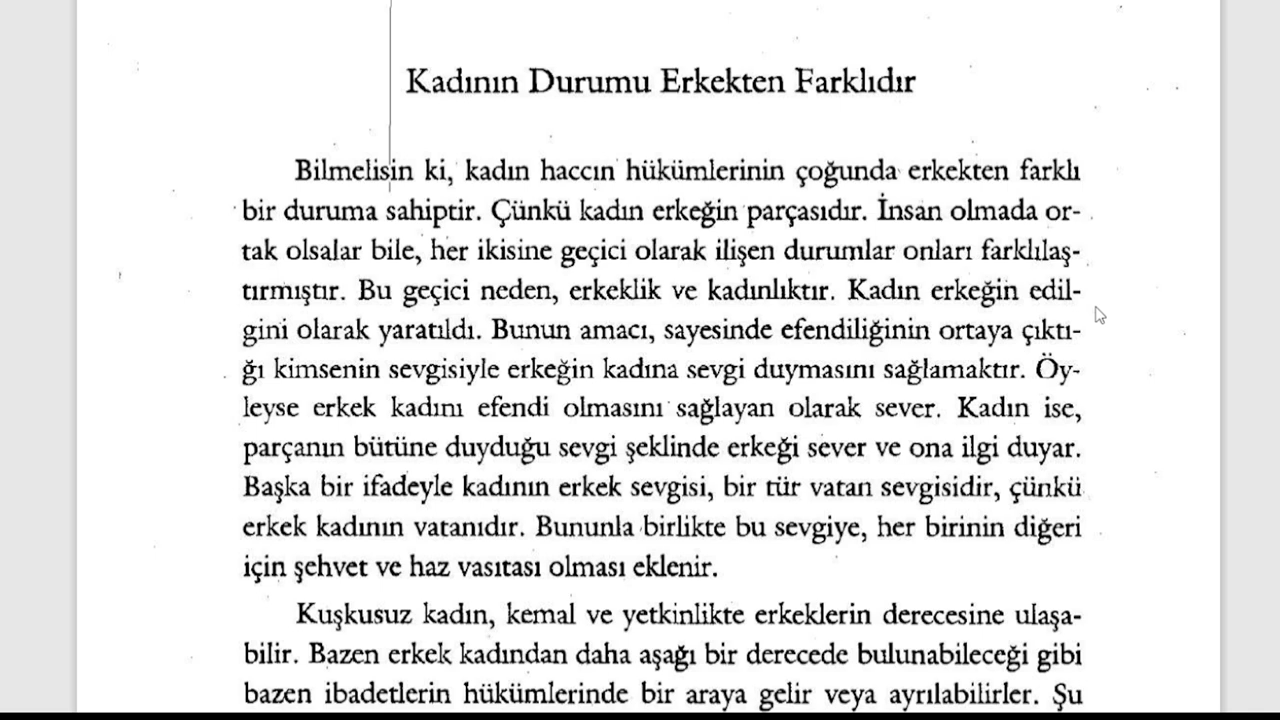 Kadının Durumu Erkekten Farklıdır
Bilmelisin ki, kadın haccın hükümlerinin çoğunda erkekten farklı
bir duruma sahiptir. Çünkü kadın erkeğin parçasıdır. İnsan olmada or-
tak olsalar bile, her ikisine geçici olarak ilişen durumlar onları farklılaş-
tırmıştır. Bu geçici neden, erkeklik ve kadınlıktır. Kadın erkeğin edil-
gini olarak yaratıldı. Bunun amacı, sayesinde efendiliğinin ortaya çıktı-
ğı kimsenin sevgisiyle erkeğin kadına sevgi duymasını sağlamaktır. Öy-
leyse erkek kadını efendi olmasını sağlayan olarak sever. Kadın ise,
parçanın bütüne duyduğu sevgi şeklinde erkeği sever ve ona ilgi duyar.
Başka bir ifadeyle kadının erkek sevgisi, bir tür vatan sevgisidir, çünkü
erkek kadının vatanıdır. Bununla birlikte bu sevgiye, her birinin diğeri
için şehvet ve haz vasıtası olması eklenir.
Kuşkusuz kadın, kemal ve yetkinlikte erkeklerin derecesine ulaşa-
bilir. Bazen erkek kadından daha aşağı bir derecede bulunabileceği gibi
bazen ibadetlerin hükümlerinde bir araya gelir veya ayrılabilirler. Şu